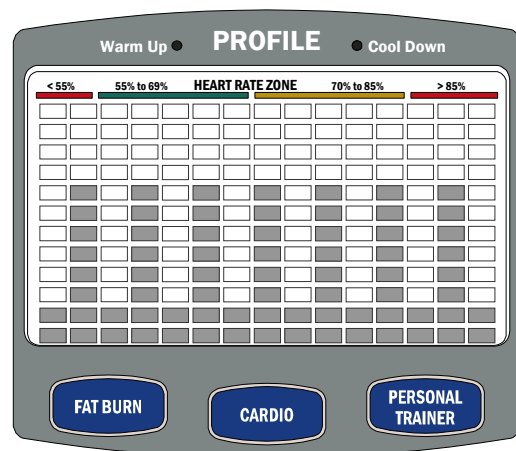 Warm Up PROFILE Cool Down
< 55% 55% to 69% HEART RATE ZONE 70% to 85% > 85%
FAT BURN
CARDIO
PERSONAL
TRAINER